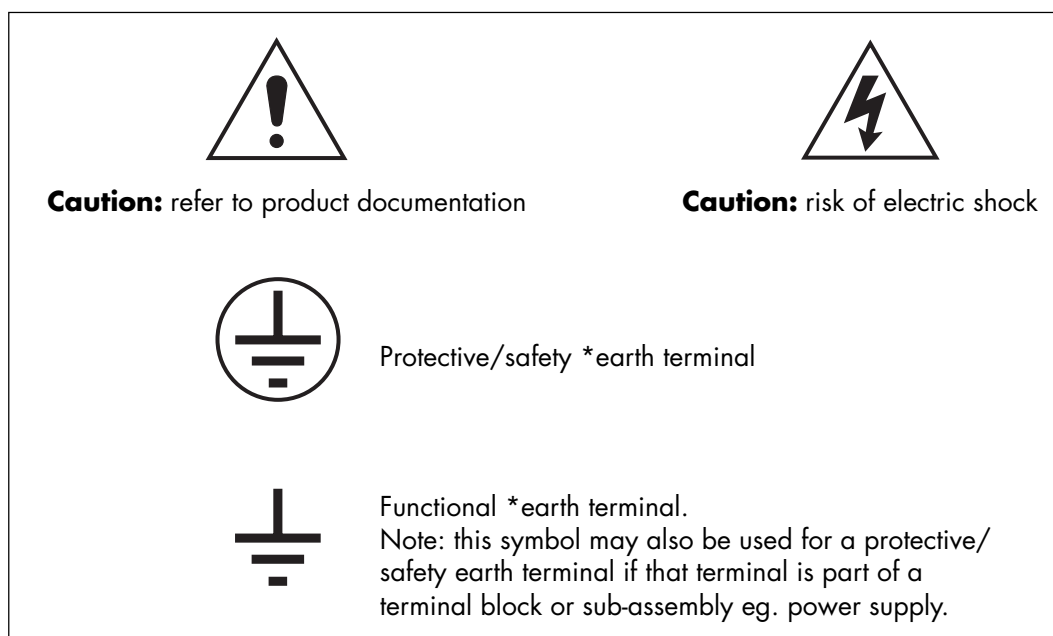 Caution: refer to product documentation
Caution: risk of electric shock
Protective/safety *earth terminal
Functional *earth terminal.
Note: this symbol may also be used for a protective/
safety earth terminal if that terminal is part of a
terminal block or sub-assembly eg. power supply.